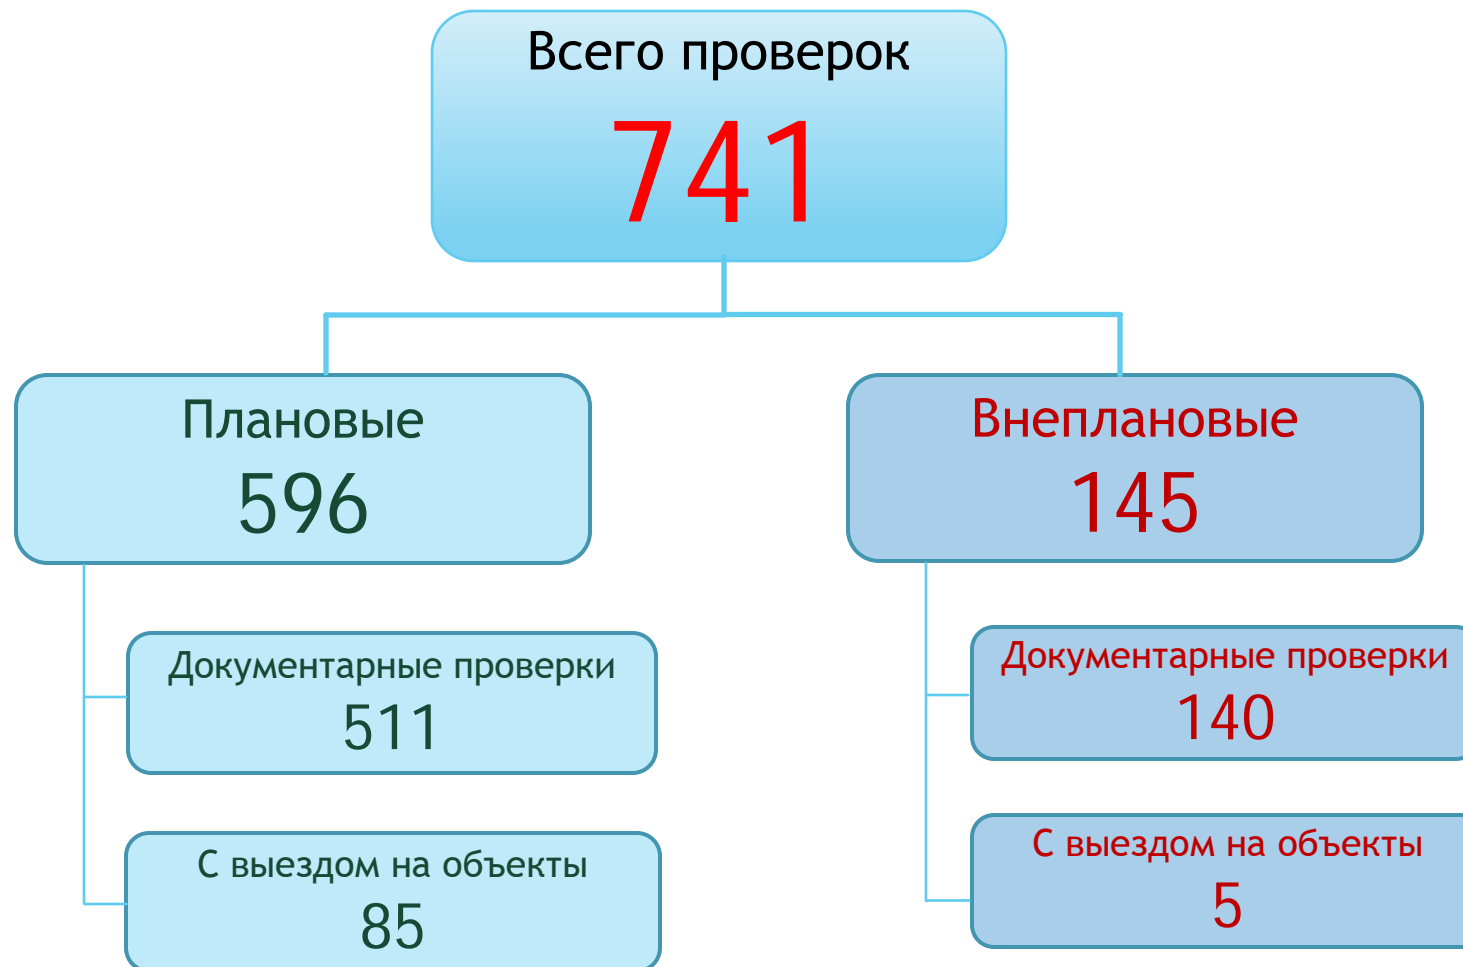 Всего проверок
741
Плановые
596
Документарные проверки
511
С выездом на объекты
85
Внеплановые
145
Документарные проверки
140
С выездом на объекты
5